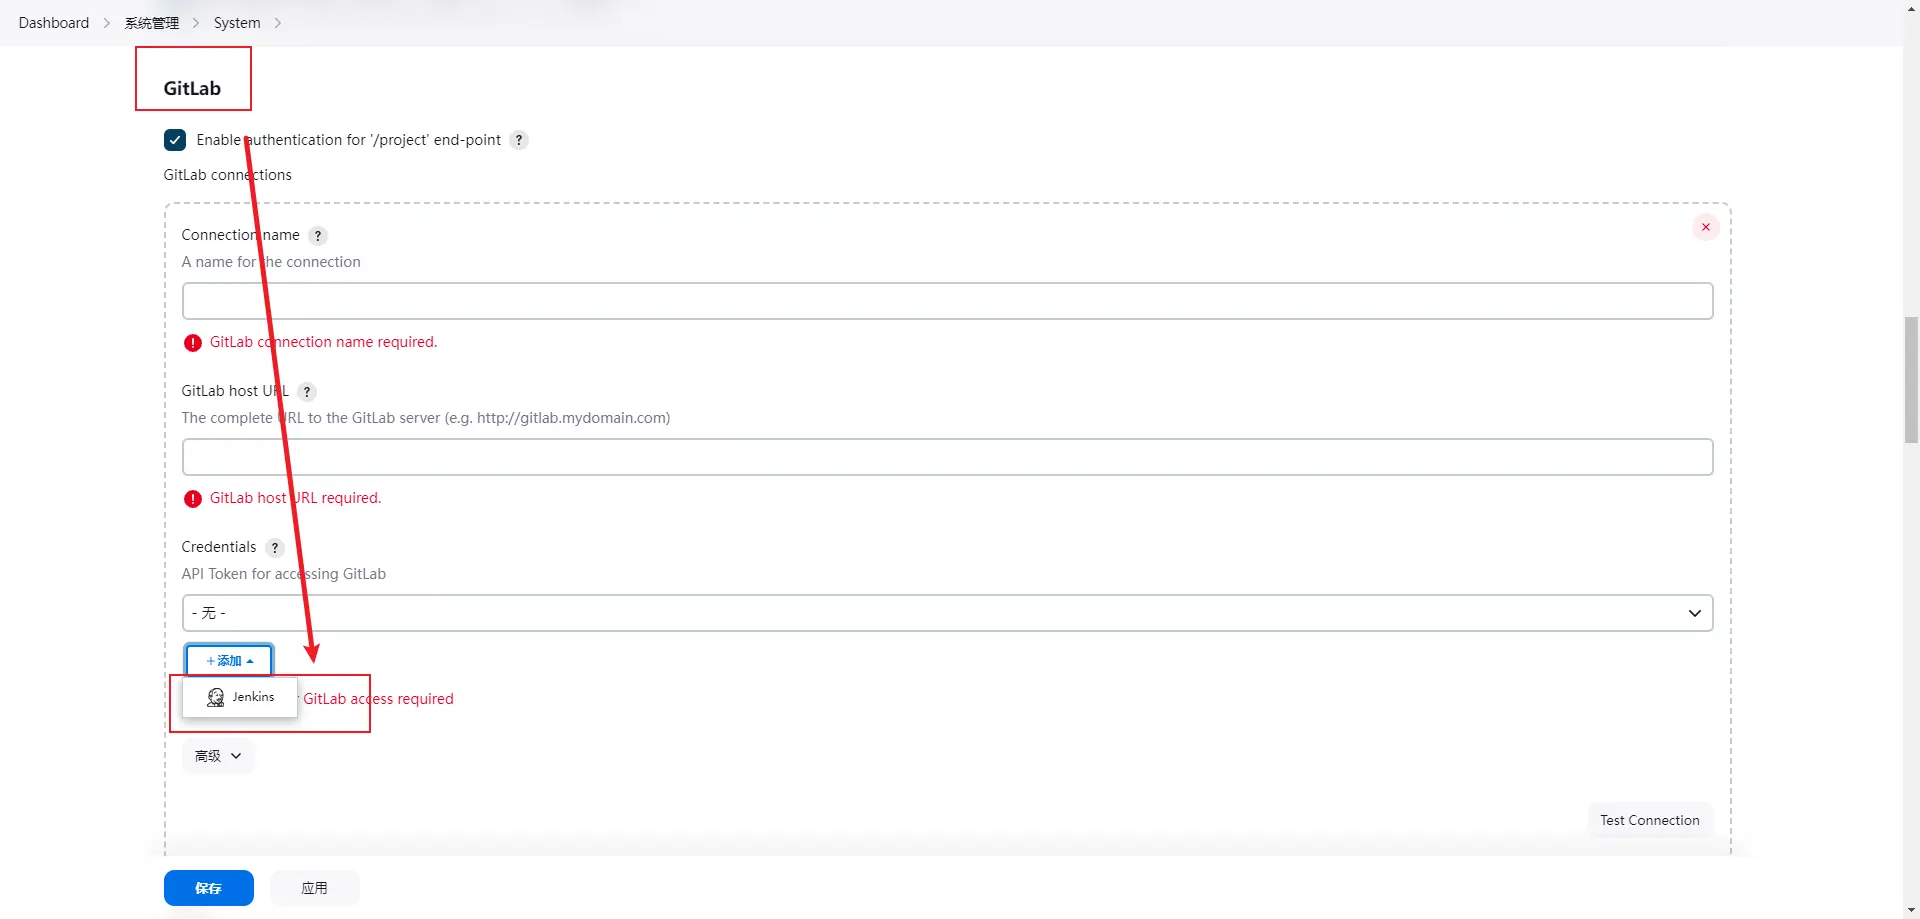 Dashboard > 系统管理 > System >
GitLab
Enable authentication for '/project' end-point ?
GitLab connections
Connection name ?
A name for the connection
GitLab connection name required.
GitLab host URL ?
The complete URL to the GitLab server (e.g. http://gitlab.mydomain.com)
GitLab host URL required.
Credentials ?
API Token for accessing GitLab
- 无 -
+添加
Jenkins
GitLab access required
高级
Test Connection
保存 应用